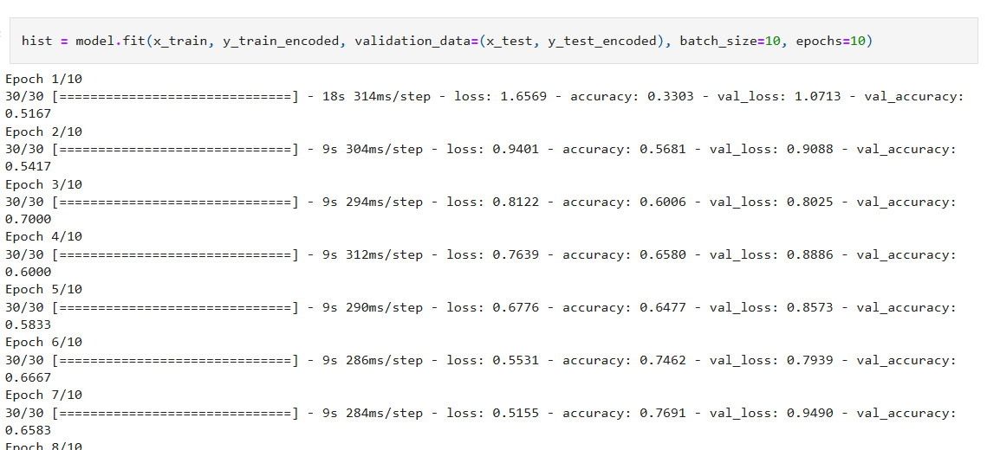 hist = model.fit(x_train, y_train_encoded, validation_data=(x_test, y_test_encoded), batch_size=10, epochs=10)
Epoch 1/10
30/30 [==============================] - 18s 314ms/step - loss: 1.6569 - accuracy: 0.3303 - val_loss: 1.0713 - val_accuracy:
0.5167
Epoch 2/10
30/30 [==============================] - 9s 304ms/step - loss: 0.9401 - accuracy: 0.5681 - val_loss: 0.9088 - val_accuracy:
0.5417
Epoch 3/10
30/30 [==============================] - 9s 294ms/step - loss: 0.8122 - accuracy: 0.6006 - val_loss: 0.8025 - val_accuracy:
0.7000
Epoch 4/10
30/30 [==============================] - 9s 312ms/step - loss: 0.7639 - accuracy: 0.6580 - val_loss: 0.8886 - val_accuracy:
0.6000
Epoch 5/10
30/30 [==============================] - 9s 290ms/step - loss: 0.6776 - accuracy: 0.6477 - val_loss: 0.8573 - val_accuracy:
0.5833
Epoch 6/10
30/30 [==============================] - 9s 286ms/step - loss: 0.5531 - accuracy: 0.7462 - val_loss: 0.7939 - val_accuracy:
0.6667
Epoch 7/10
30/30 [==============================] - 9s 284ms/step - loss: 0.5155 - accuracy: 0.7691 - val_loss: 0.9490 - val_accuracy:
0.6583
Epoch 8/10